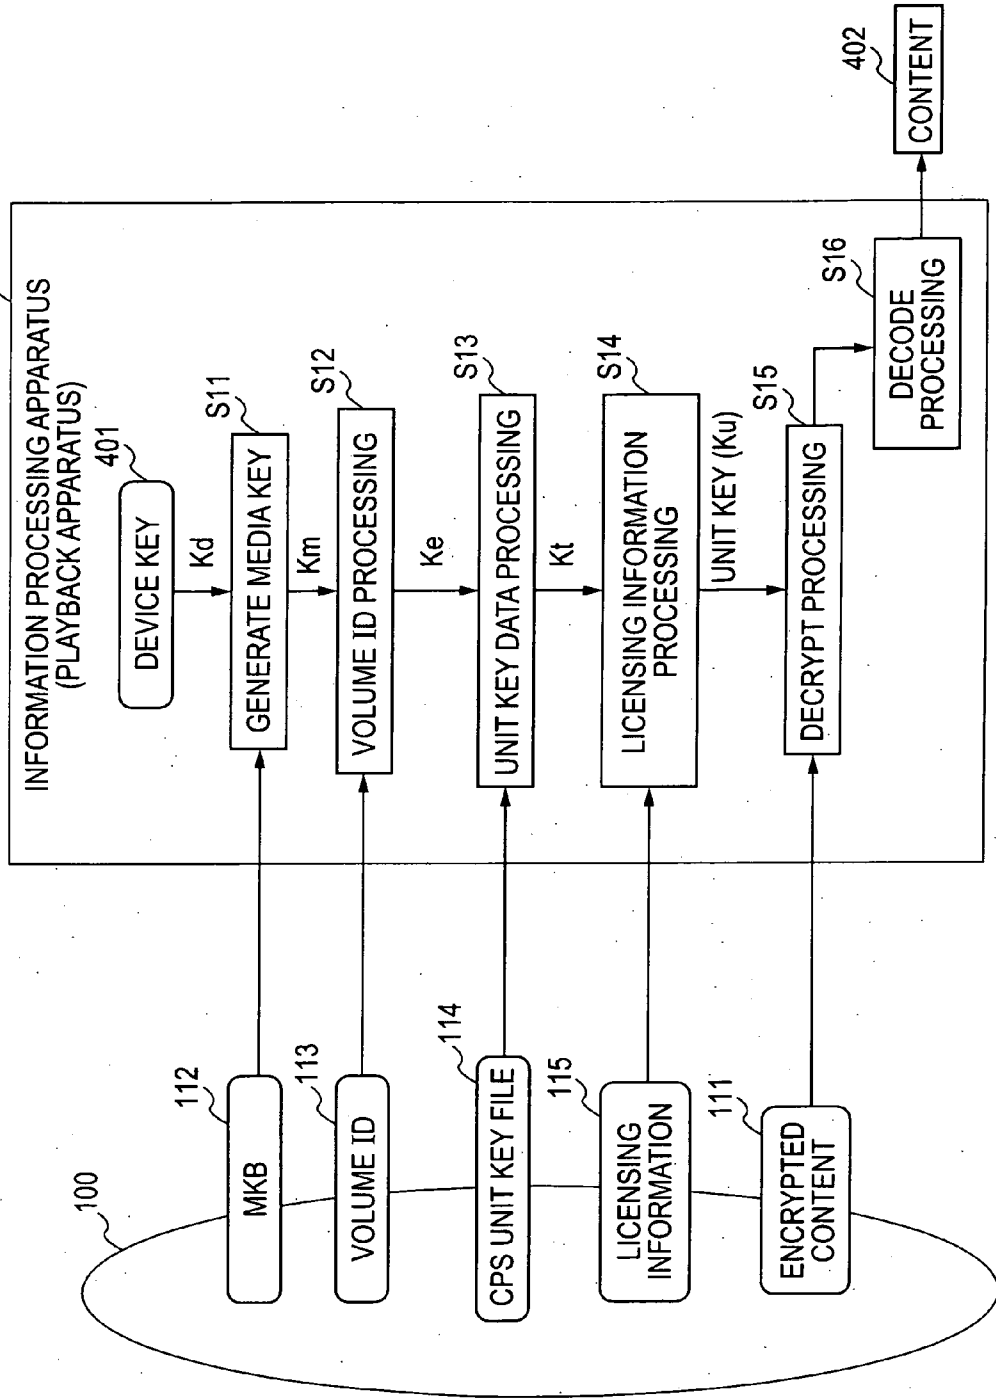 100
112
MKB
113
VOLUME ID
114
CPS UNIT KEY FILE
115
LICENSING
INFORMATION
111
ENCRYPTED
CONTENT
INFORMATION PROCESSING APPARATUS
(PLAYBACK APPARATUS)
401
DEVICE KEY
Kd
S11
GENERATE MEDIA KEY
Km
S12
VOLUME ID PROCESSING
Ke
S13
UNIT KEY DATA PROCESSING
Kt
S14
LICENSING INFORMATION
PROCESSING
UNIT KEY (Ku)
S15
DECRYPT PROCESSING
S16
DECODE
PROCESSING
402
CONTENT